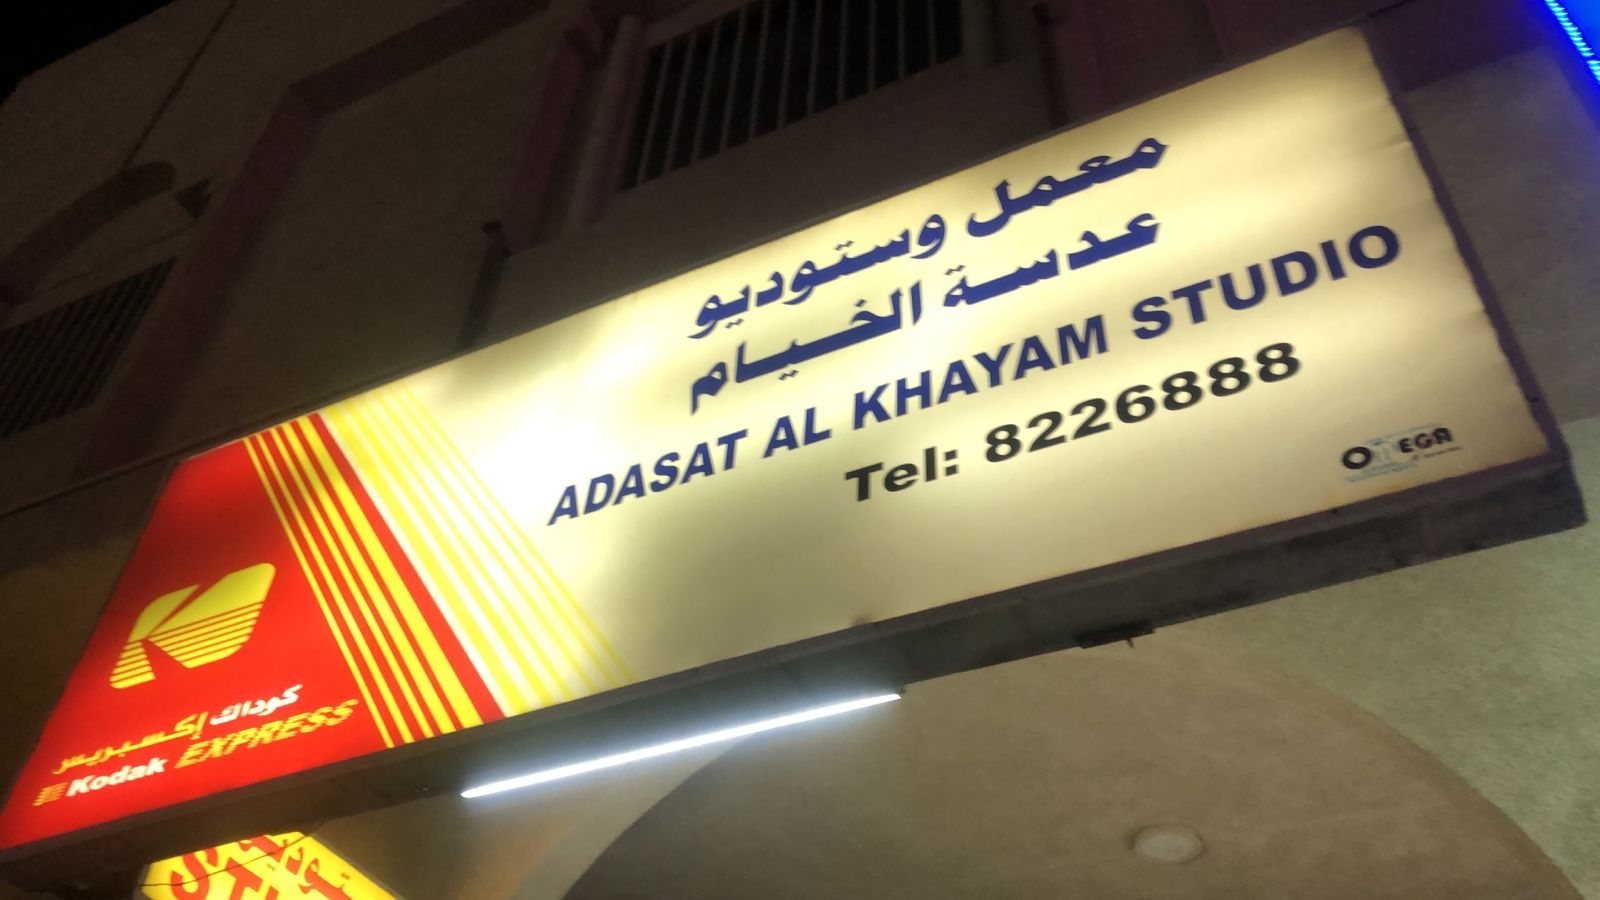 معمل وستوديو
عدسة الخيام
ADASAT AL KHAYAM STUDIO
Tel: 8226888
كوداك إكسبريس
Kodak EXPRESS